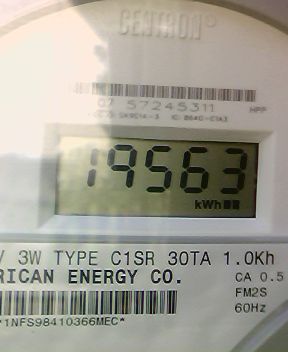 CENTRON®
07 57245311 HPP
19563
kWh
V 3W TYPE C1SR 30TA 1.0Kh
RICAN ENERGY CO. CA 0.5
FM2S
60Hz
*1NFS98410366MEC*